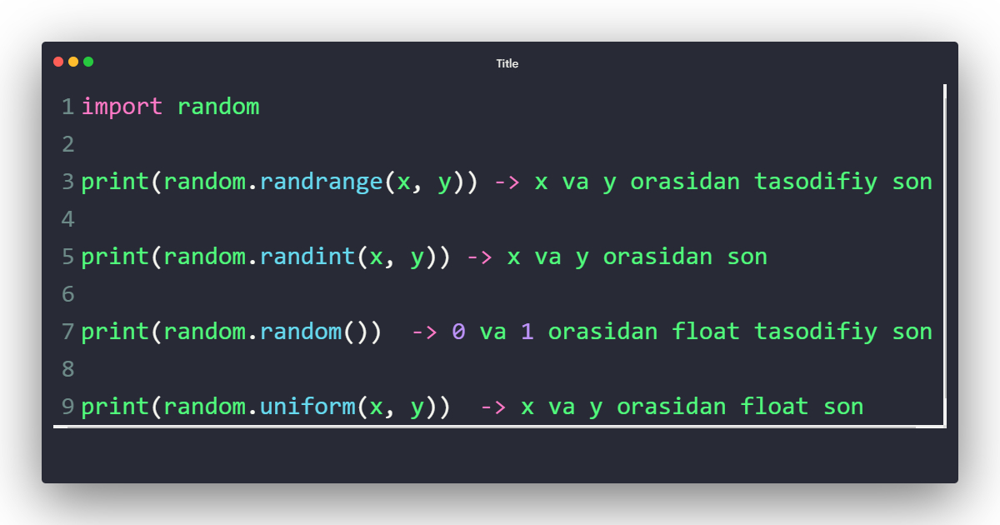 Title
1 import random
2
3 print(random.randrange(x, y)) -> x va y orasidan tasodifiy son
4
5 print(random.randint(x, y)) -> x va y orasidan son
6
7 print(random.random())  -> 0 va 1 orasidan float tasodifiy son
8
9 print(random.uniform(x, y))  -> x va y orasidan float son